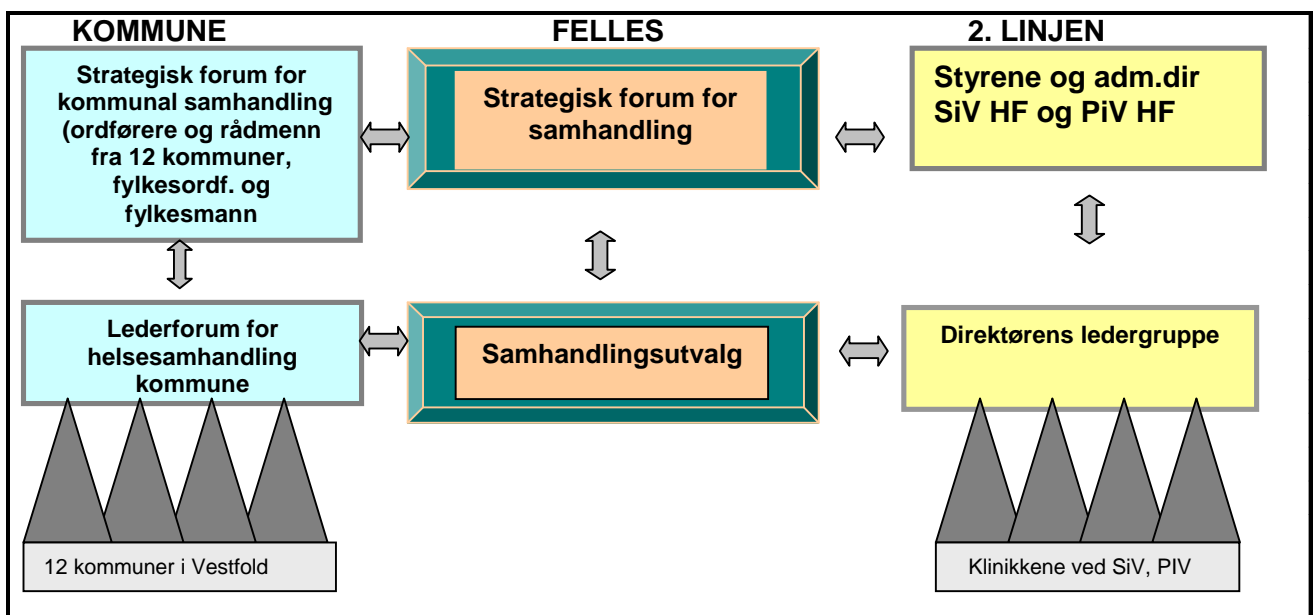 KOMMUNE
FELLES
2. LINJEN
Strategisk forum for
kommunal samhandling
(ordførere og rådmenn
fra 12 kommuner,
fylkesordf. og
fylkesmann
Strategisk forum for
samhandling
Styrene og adm.dir
SiV HF og PiV HF
Lederforum for
helsesamhandling
kommune
Samhandlingsutvalg
Direktørens ledergruppe
12 kommuner i Vestfold
Klinikkene ved SiV, PIV